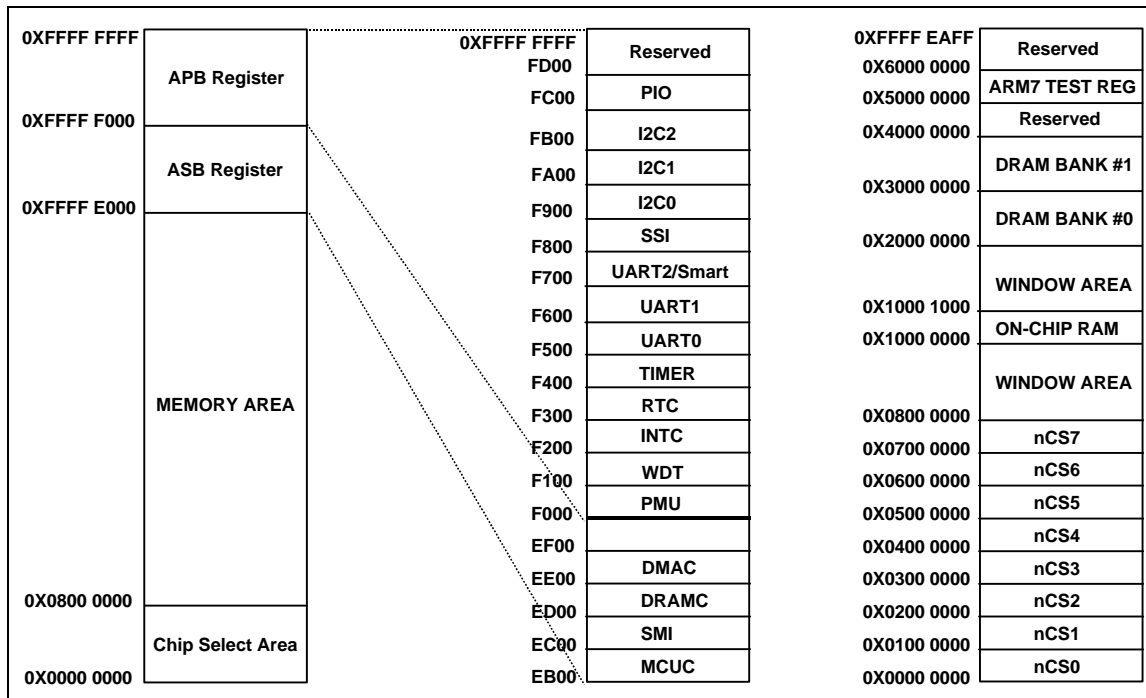 0XFFFF FFFF
APB Register
0XFFFF F000
ASB Register
0XFFFF E000
MEMORY AREA
0X0800 0000
Chip Select Area
0X0000 0000
0XFFFF FFFF
Reserved
FD00
PIO
FC00
I2C2
FB00
I2C1
FA00
I2C0
F900
SSI
F800
UART2/Smart
F700
UART1
F600
UART0
F500
TIMER
F400
RTC
F300
INTC
F200
WDT
F100
PMU
F000
EF00
DMAC
EE00
DRAMC
ED00
SMI
EC00
MCUC
EB00
0XFFFF EAFF
Reserved
0X6000 0000
ARM7 TEST REG
0X5000 0000
Reserved
0X4000 0000
DRAM BANK #1
0X3000 0000
DRAM BANK #0
0X2000 0000
WINDOW AREA
0X1000 1000
ON-CHIP RAM
0X1000 0000
WINDOW AREA
0X0800 0000
nCS7
0X0700 0000
nCS6
0X0600 0000
nCS5
0X0500 0000
nCS4
0X0400 0000
nCS3
0X0300 0000
nCS2
0X0200 0000
nCS1
0X0100 0000
nCS0
0X0000 0000